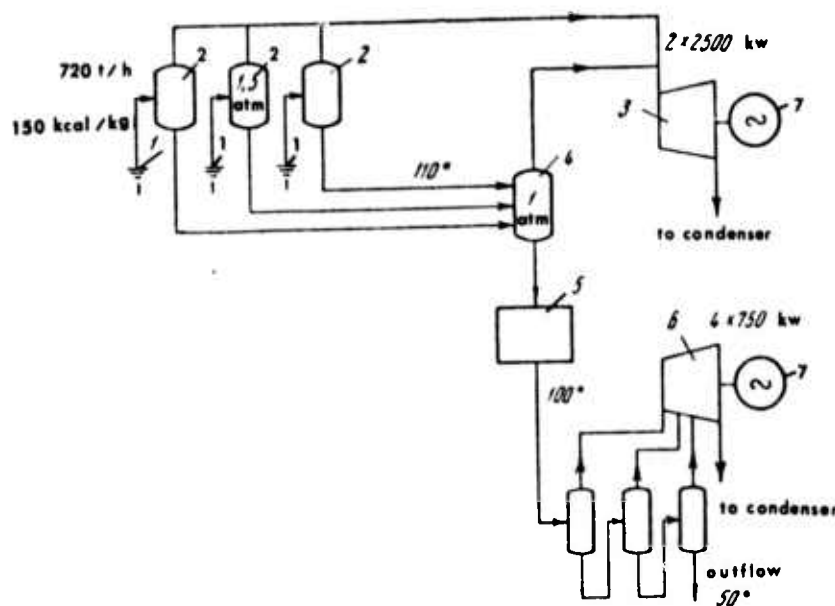 2 2 2
720 t/h
1,5
atm
150 kcal/kg
1 1 1
110°
4
1
atm
2 × 2500 kw
3
7
to condenser
5
100°
6
4 × 750 kw
7
to condenser
outflow
50°